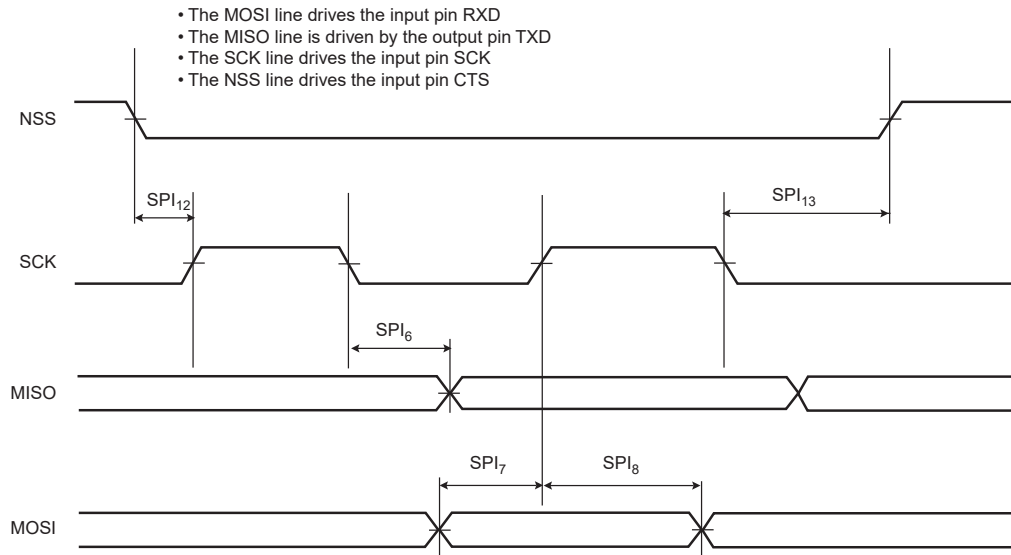 • The MOSI line drives the input pin RXD
• The MISO line is driven by the output pin TXD
• The SCK line drives the input pin SCK
• The NSS line drives the input pin CTS
NSS
SPI12
SPI13
SCK
SPI6
MISO
SPI7
SPI8
MOSI